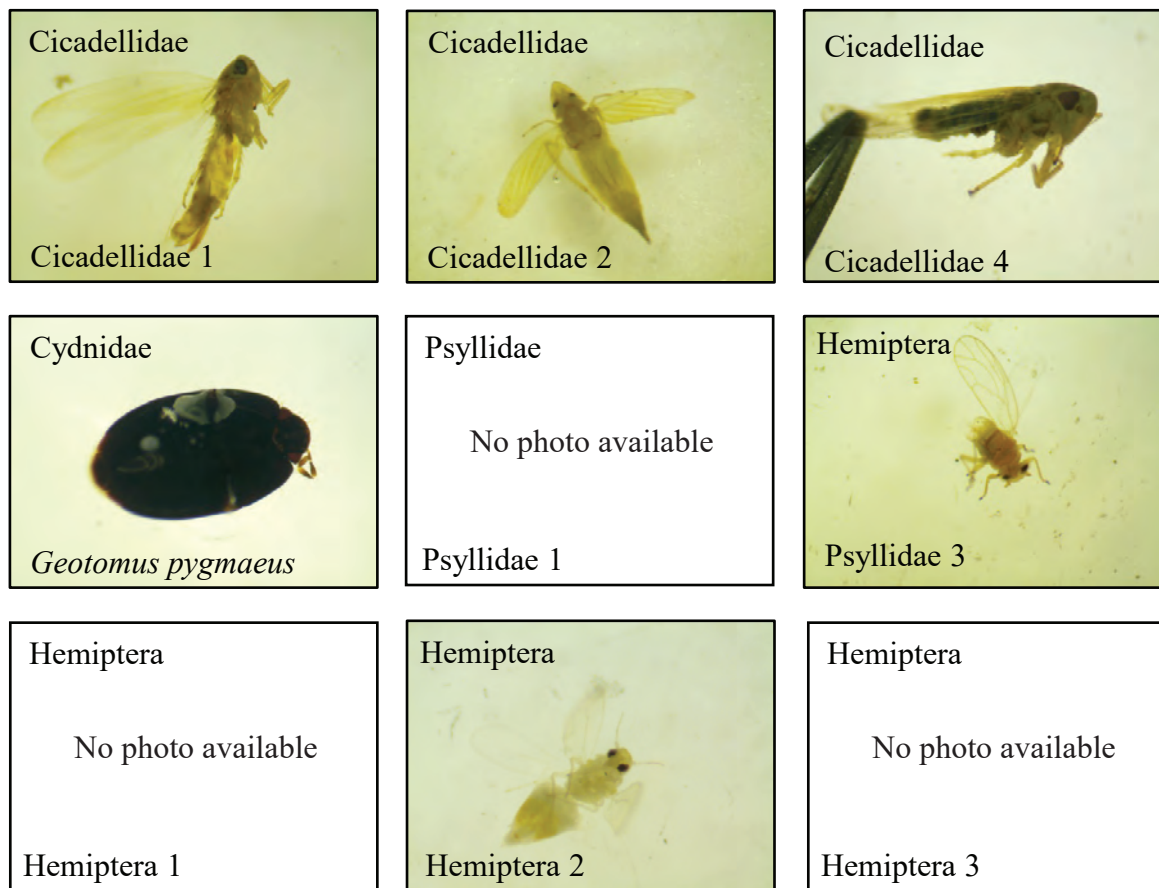 Cicadellidae
Cicadellidae 1
Cicadellidae
Cicadellidae 2
Cicadellidae
Cicadellidae 4
Cydnidae
Geotomus pygmaeus
Psyllidae
No photo available
Psyllidae 1
Hemiptera
Psyllidae 3
Hemiptera
No photo available
Hemiptera 1
Hemiptera
Hemiptera 2
Hemiptera
No photo available
Hemiptera 3